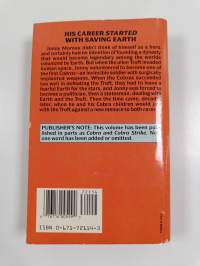 HIS CAREER STARTED
WITH SAVING EARTH
Jonny Moreau didn't think of himself as a hero,
and certainly had no intention of founding a dynasty
that would become legendary among the worlds
colonized by Earth. But when the alien Troft invaded
human space, Jonny volunteered to become one of
the first Cobras—an incredible soldier with surgically
implanted weapons. When the Cobras succeeded
too well in defeating the Troft, they had to leave a
fearful Earth for the stars, and Jonny was forced to
become a politician, then a statesman, dealing with
Earth and the Troft. Then the time came, decades
later, when he and his Cobra children would join
with the Troft against a new menace to both races
PUBLISHER'S NOTE: This volume has been pub-
lished in parts as Cobra and Cobra Strike. Not
one word has been added or omitted.
72154
ISBN 0-671-72154-3